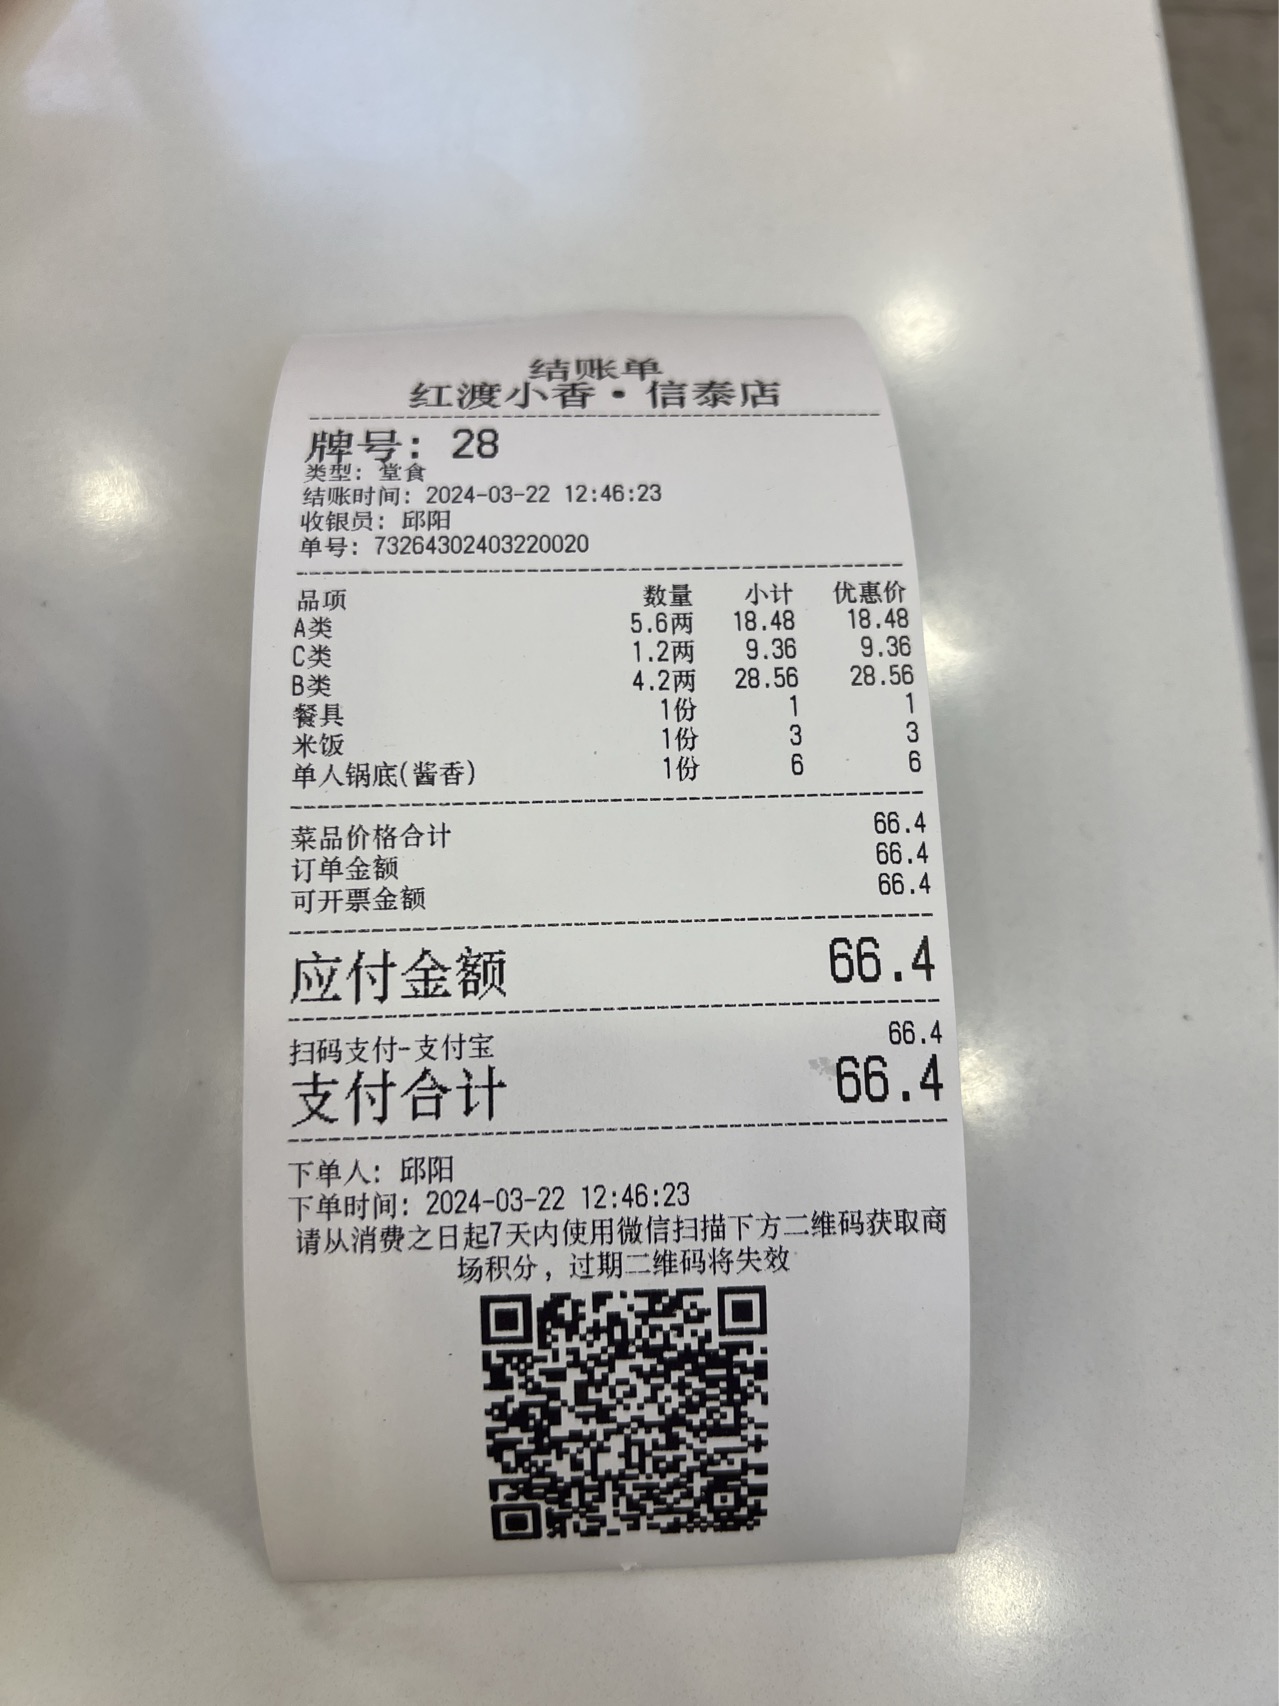 结账单
红渡小香·信泰店
牌号: 28
类型: 堂食
结账时间: 2024-03-22 12:46:23
收银员: 邱阳
单号: 73264302403220020
品项 数量 小计 优惠价
A类 5.6两 18.48 18.48
C类 1.2两 9.36 9.36
B类 4.2两 28.56 28.56
餐具 1份 1 1
米饭 1份 3 3
单人锅底(酱香) 1份 6 6
菜品价格合计 66.4
订单金额 66.4
可开票金额 66.4
应付金额 66.4
扫码支付-支付宝 66.4
支付合计 66.4
下单人: 邱阳
下单时间: 2024-03-22 12:46:23
请从消费之日起7天内使用微信扫描下方二维码获取商
场积分, 过期二维码将失效